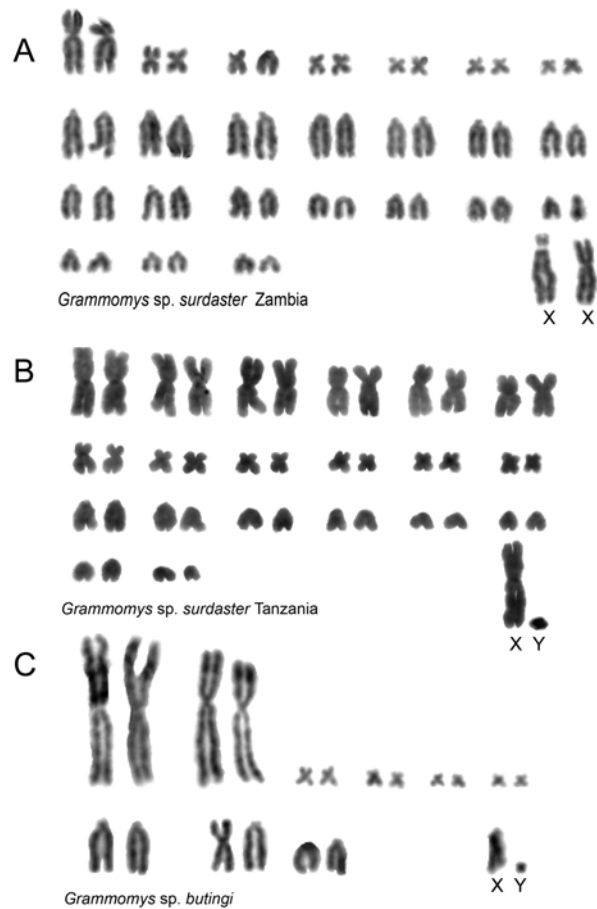 A
Grammomys sp. surdaster Zambia
X X
B
Grammomys sp. surdaster Tanzania
X Y
C
X Y
Grammomys sp. butingi